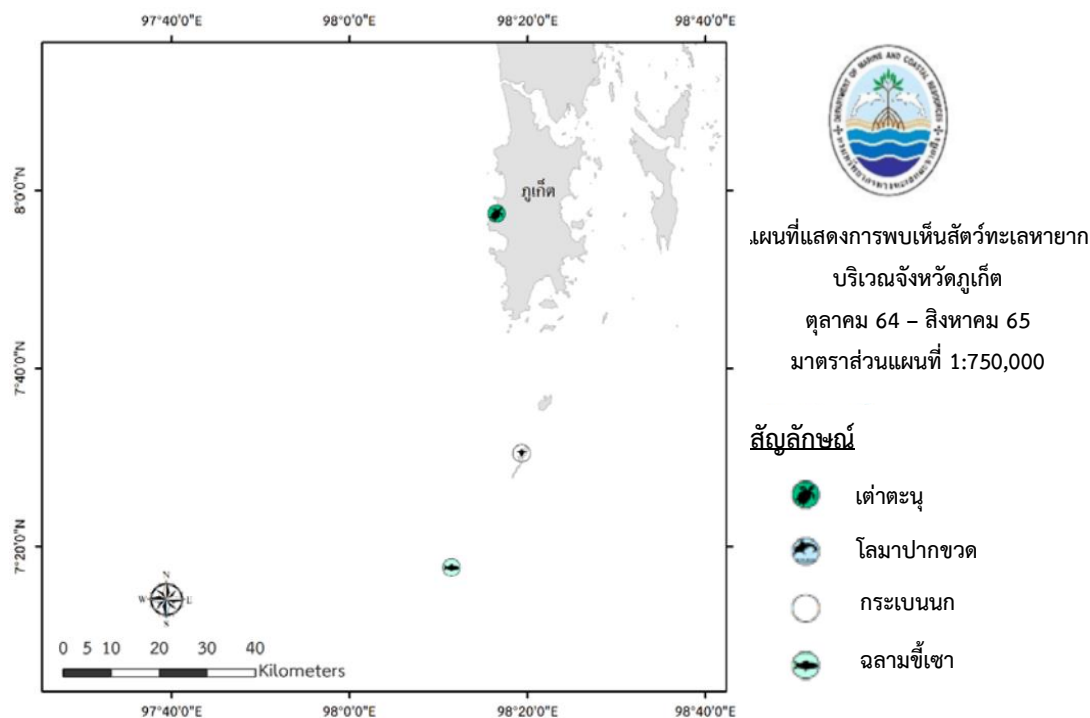 97°40'0"E 98°0'0"E 98°20'0"E 98°40'0"E
8°0'0"N
7°40'0"N
7°20'0"N
ภูเก็ต
N
W E
S
0 5 10 20 30 40
Kilometers
97°40'0"E 98°0'0"E 98°20'0"E 98°40'0"E
DEPARTMENT OF MARINE AND COASTAL RESOURCES
แผนที่แสดงการพบเห็นสัตว์ทะเลหายาก
บริเวณจังหวัดภูเก็ต
ตุลาคม 64 – สิงหาคม 65
มาตราส่วนแผนที่ 1:750,000
สัญลักษณ์
เต่าตะนุ
โลมาปากขวด
กระเบนนก
ฉลามขี้เซา